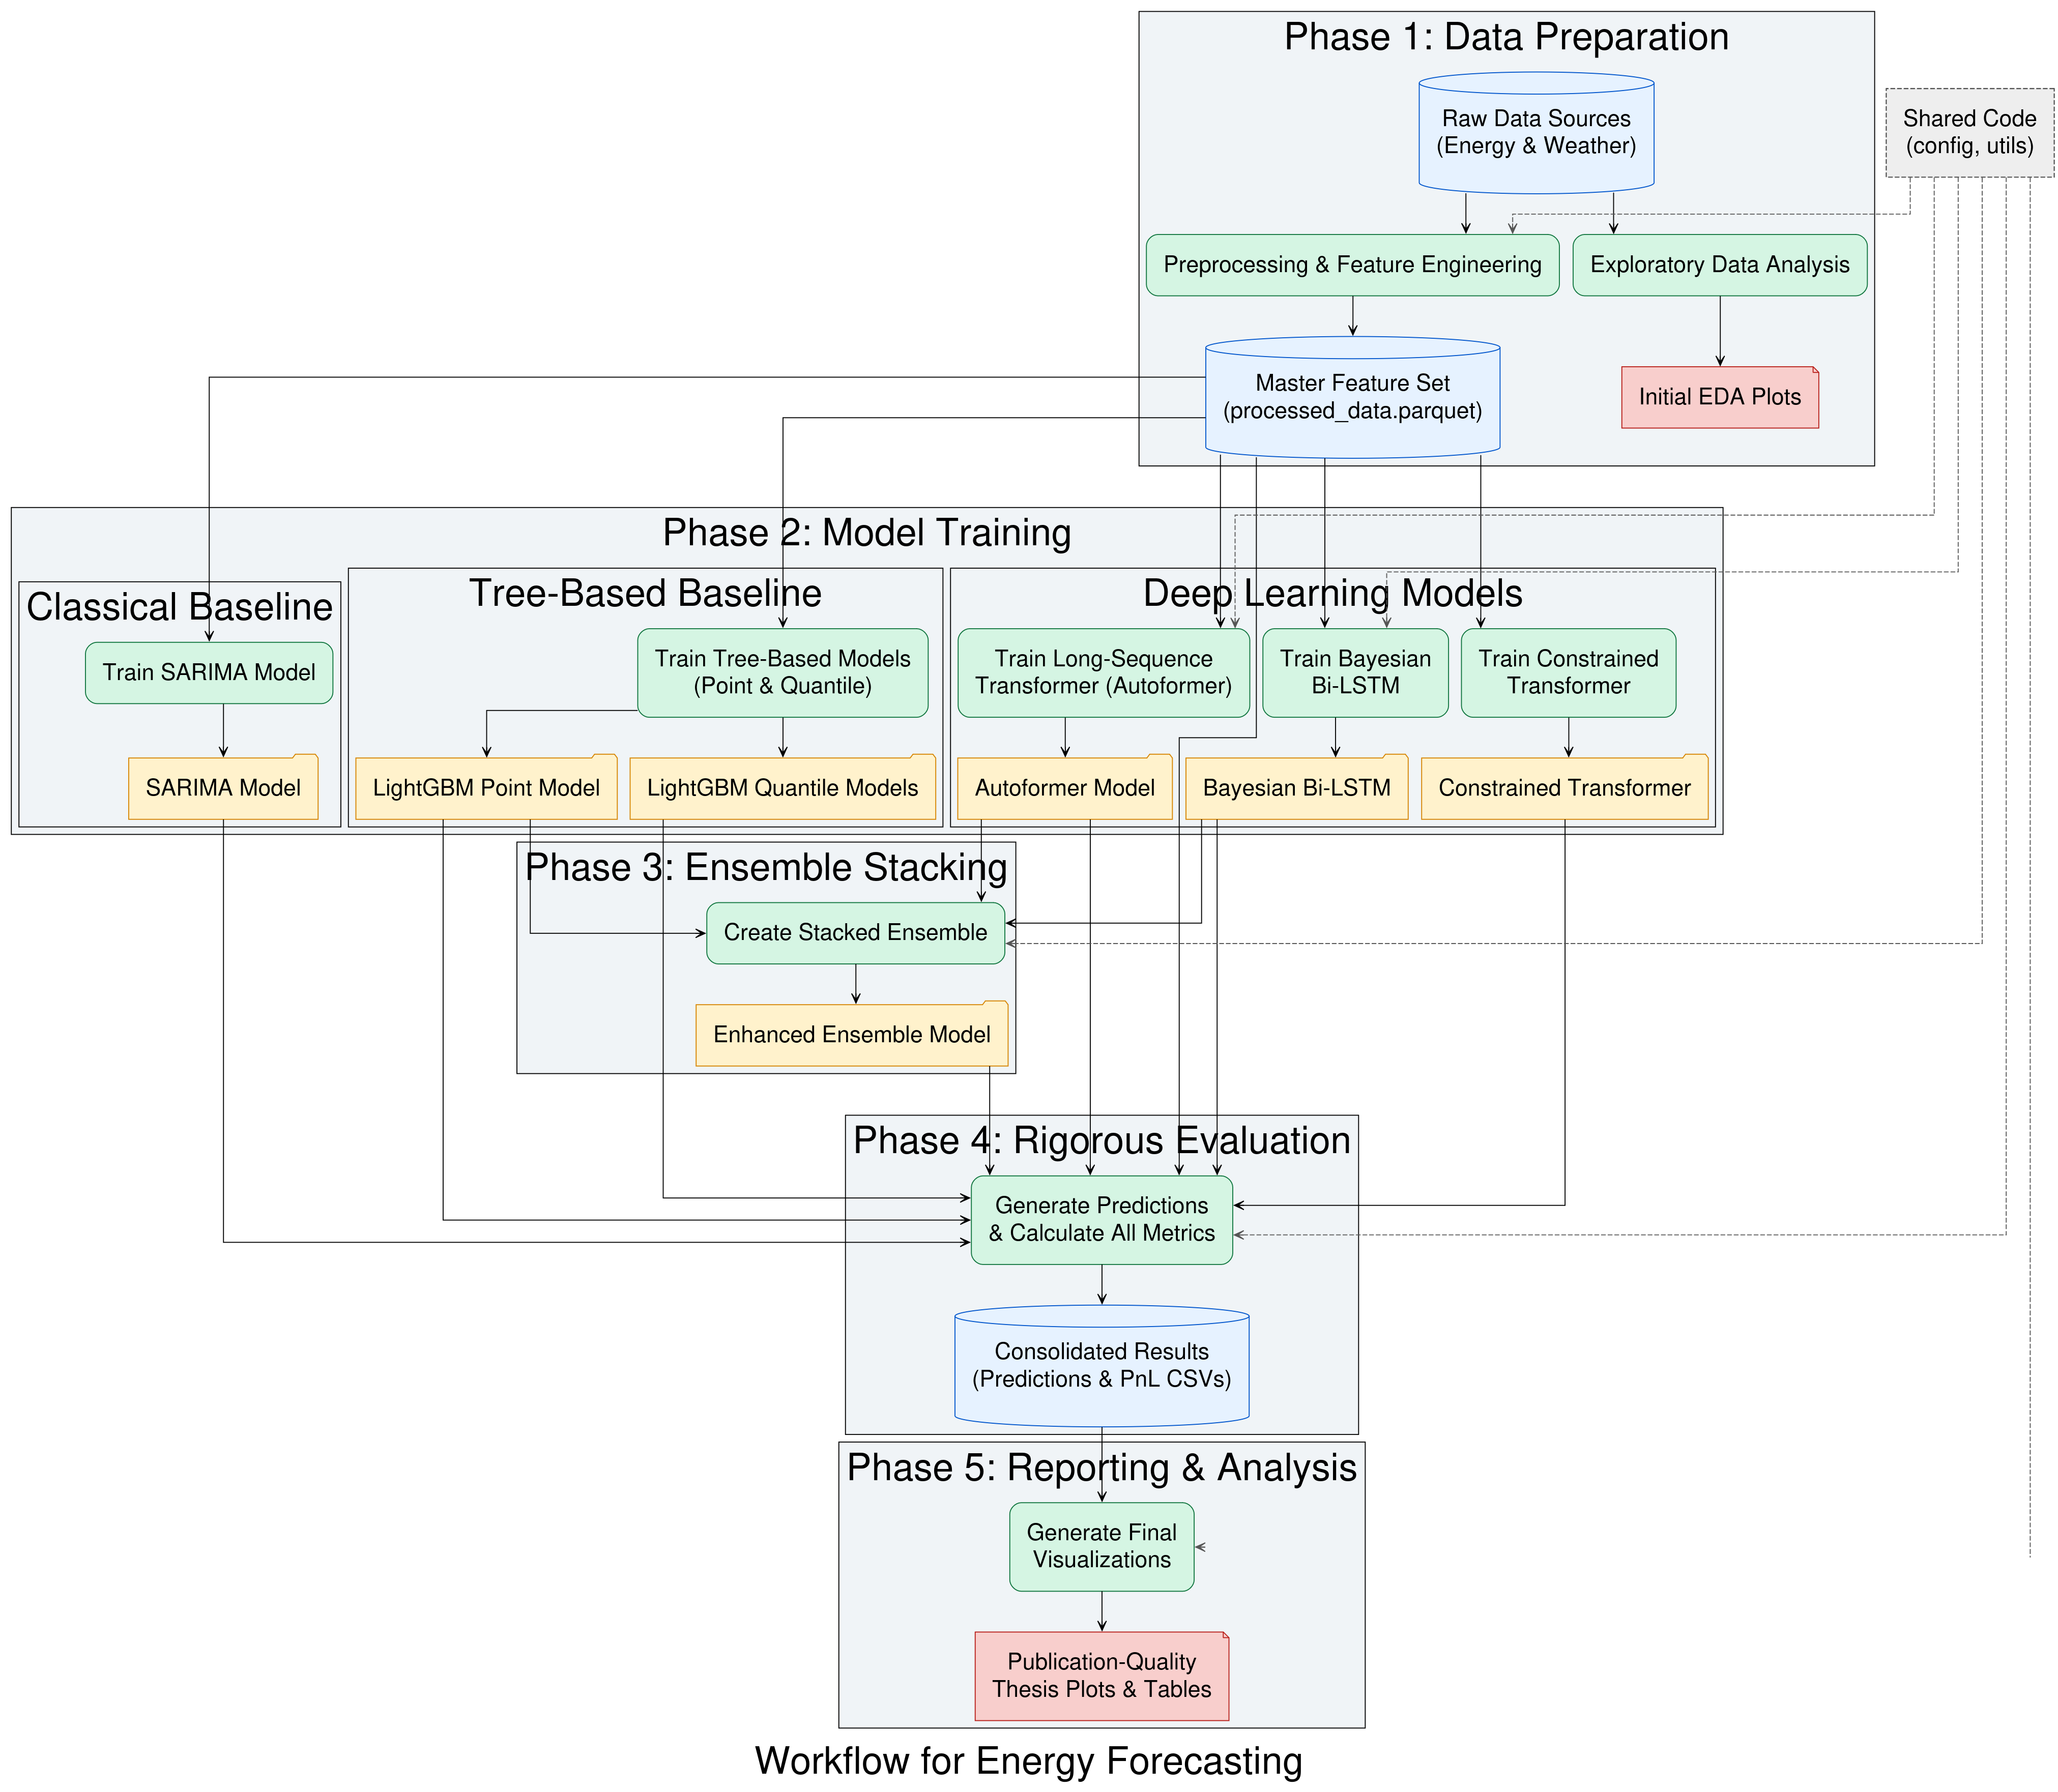 Phase 1: Data Preparation
Raw Data Sources
(Energy & Weather)
Shared Code
(config, utils)
Preprocessing & Feature Engineering
Exploratory Data Analysis
Master Feature Set
(processed_data.parquet)
Initial EDA Plots
Phase 2: Model Training
Classical Baseline
Train SARIMA Model
SARIMA Model
Tree-Based Baseline
Train Tree-Based Models
(Point & Quantile)
LightGBM Point Model
LightGBM Quantile Models
Deep Learning Models
Train Long-Sequence
Transformer (Autoformer)
Train Bayesian
Bi-LSTM
Train Constrained
Transformer
Autoformer Model
Bayesian Bi-LSTM
Constrained Transformer
Phase 3: Ensemble Stacking
Create Stacked Ensemble
Enhanced Ensemble Model
Phase 4: Rigorous Evaluation
Generate Predictions
& Calculate All Metrics
Consolidated Results
(Predictions & PnL CSVs)
Phase 5: Reporting & Analysis
Generate Final
Visualizations
Publication-Quality
Thesis Plots & Tables
Workflow for Energy Forecasting